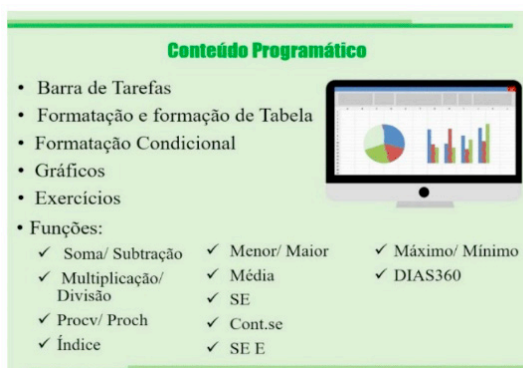 Conteúdo Programático
• Barra de Tarefas
• Formatação e formação de Tabela
• Formatação Condicional
• Gráficos
• Exercícios
• Funções:
✓ Soma/ Subtração
✓ Multiplicação/
Divisão
✓ Procv/ Proch
✓ Índice
✓ Menor/ Maior
✓ Média
✓ SE
✓ Cont.se
✓ SE E
✓ Máximo/ Mínimo
✓ DIAS360